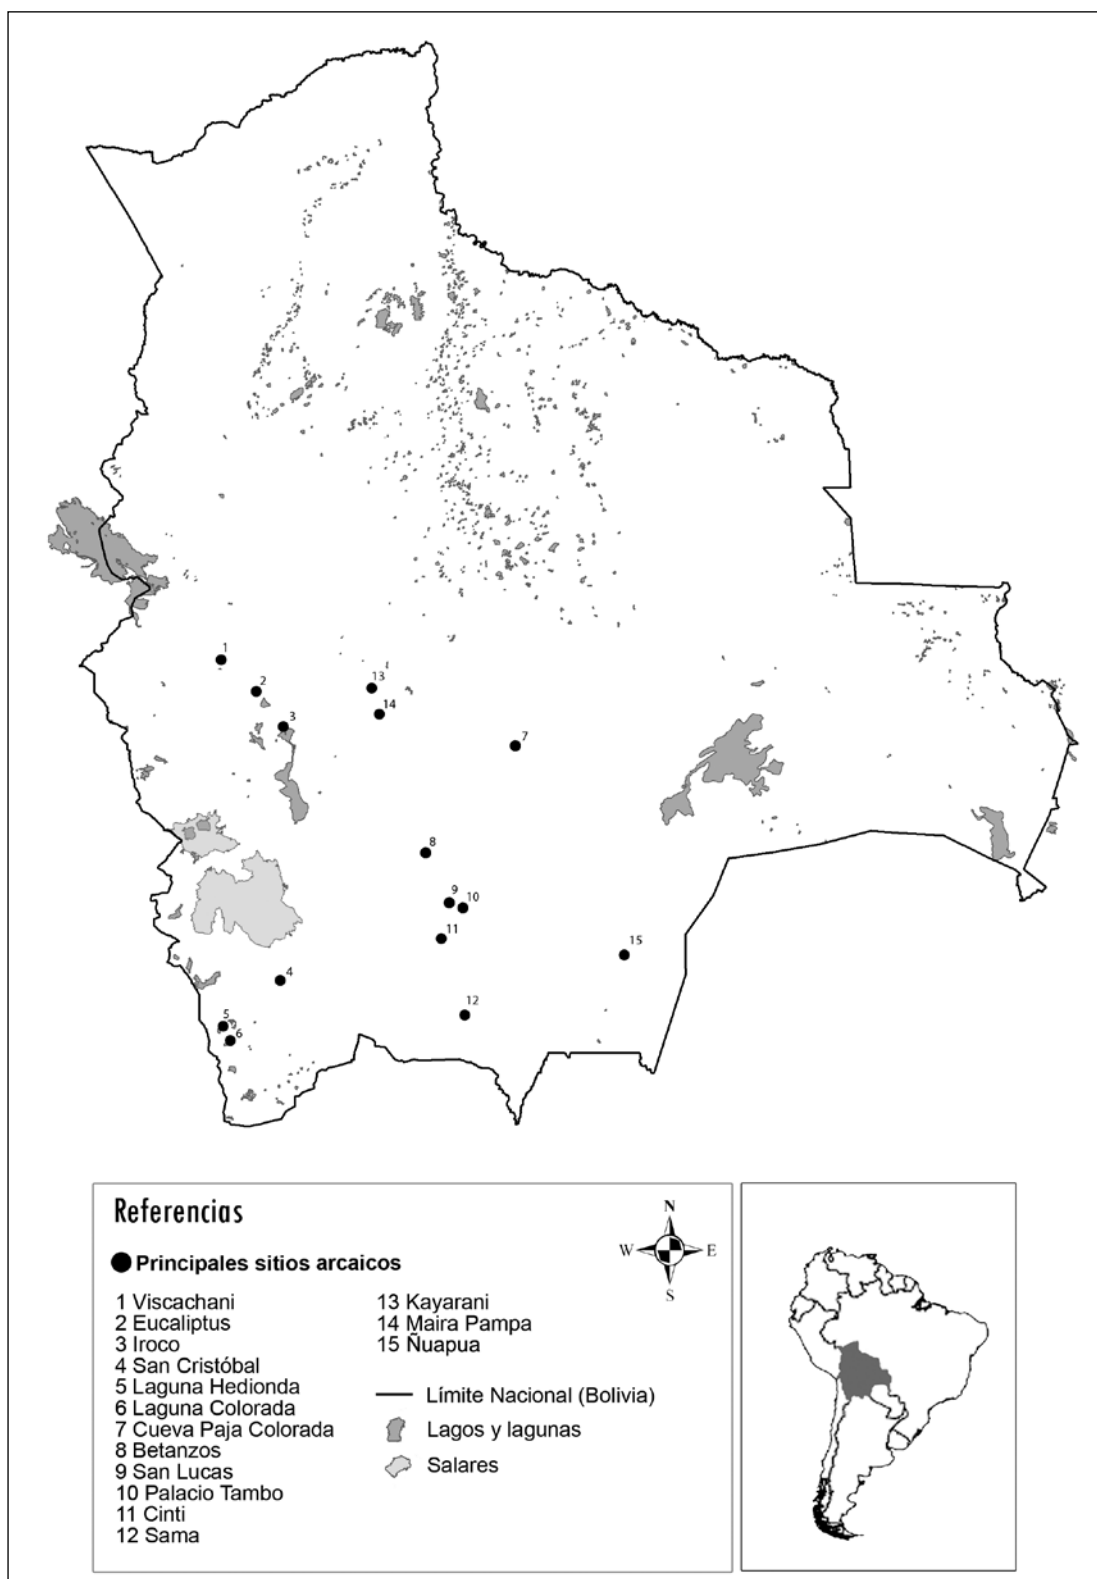 1
2
3
13
14
7
8
9
10
11
15
4
12
5
6
Referencias
Principales sitios arcaicos
1 Viscachani
2 Eucaliptus
3 Iroco
4 San Cristóbal
5 Laguna Hedionda
6 Laguna Colorada
7 Cueva Paja Colorada
8 Betanzos
9 San Lucas
10 Palacio Tambo
11 Cinti
12 Sama
13 Kayarani
14 Maira Pampa
15 Ñuapua
Límite Nacional (Bolivia)
Lagos y lagunas
Salares
N
W
E
S